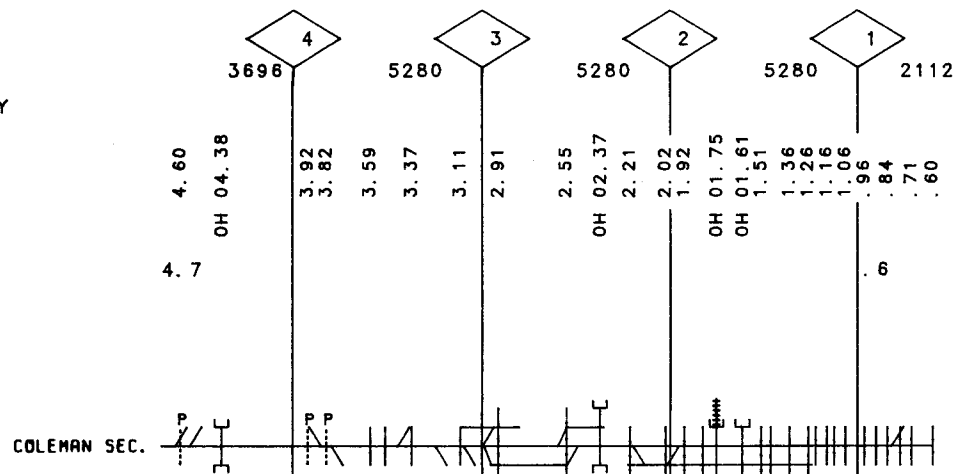 4 3 2 1
3696 5280 5280 5280 2112
Y
4.60
OH 04.38
3.92
3.82
3.59
3.37
3.11
2.91
2.55
OH 02.37
2.21
2.02
1.92
OH 01.75
OH 01.61
1.51
1.36
1.26
1.16
1.06
.96
.84
.71
.60
4.7 .6
P P P
COLEMAN SEC.